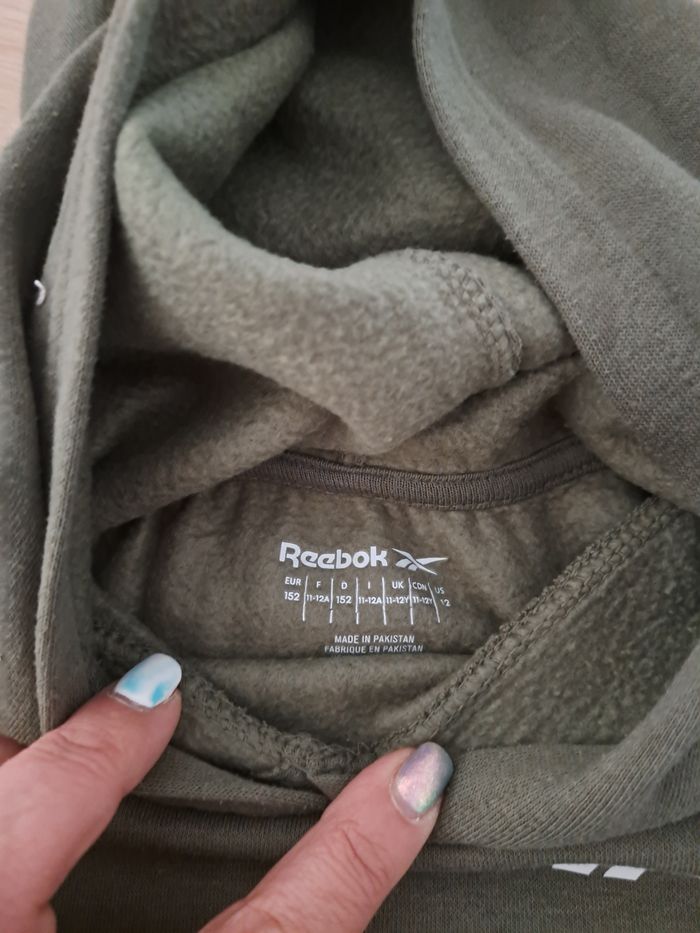 Reebok
EUR F D I UK CDN US
152 11-12A 152 11-12A 11-12Y 11-12Y 12
MADE IN PAKISTAN
FABRIQUE EN PAKISTAN